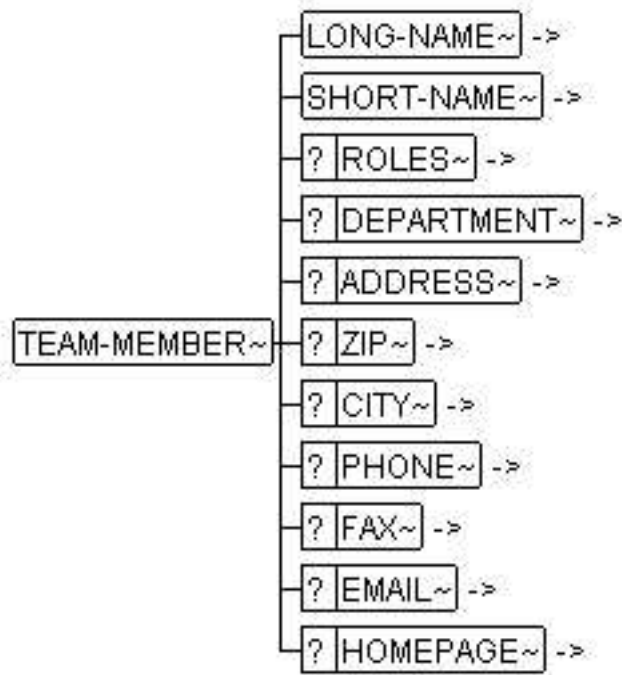 LONG-NAME~ ->
SHORT-NAME~ ->
? ROLES~ ->
? DEPARTMENT~ ->
? ADDRESS~ ->
TEAM-MEMBER~ ? ZIP~ ->
? CITY~ ->
? PHONE~ ->
? FAX~ ->
? EMAIL~ ->
? HOMEPAGE~ ->